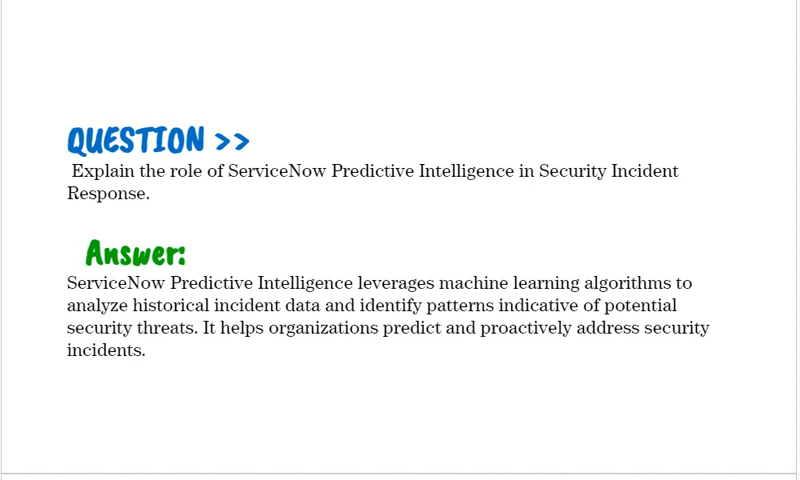 QUESTION >>
Explain the role of ServiceNow Predictive Intelligence in Security Incident
Response.
Answer:
ServiceNow Predictive Intelligence leverages machine learning algorithms to
analyze historical incident data and identify patterns indicative of potential
security threats. It helps organizations predict and proactively address security
incidents.